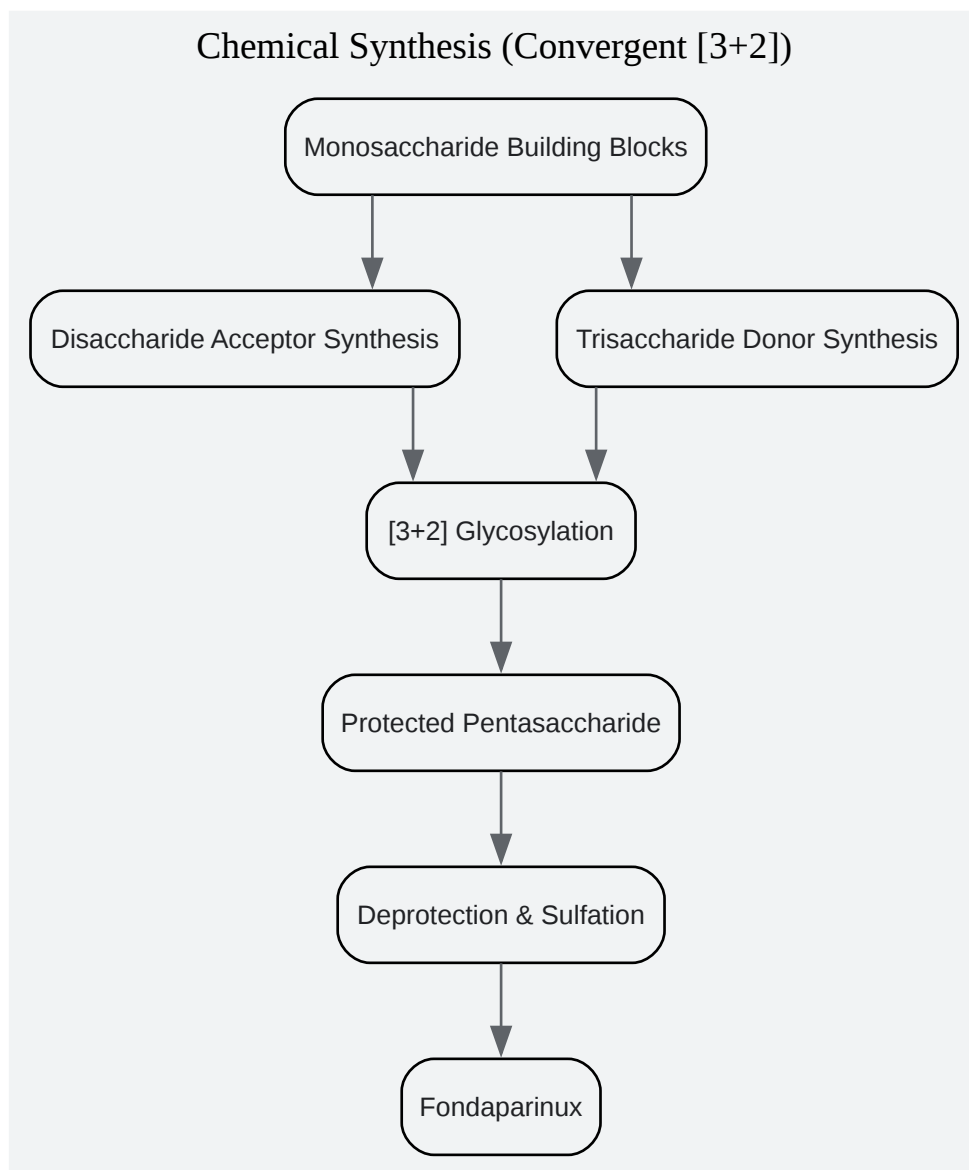 Chemical Synthesis (Convergent [3+2])
Monosaccharide Building Blocks
Disaccharide Acceptor Synthesis
Trisaccharide Donor Synthesis
[3+2] Glycosylation
Protected Pentasaccharide
Deprotection & Sulfation
Fondaparinux